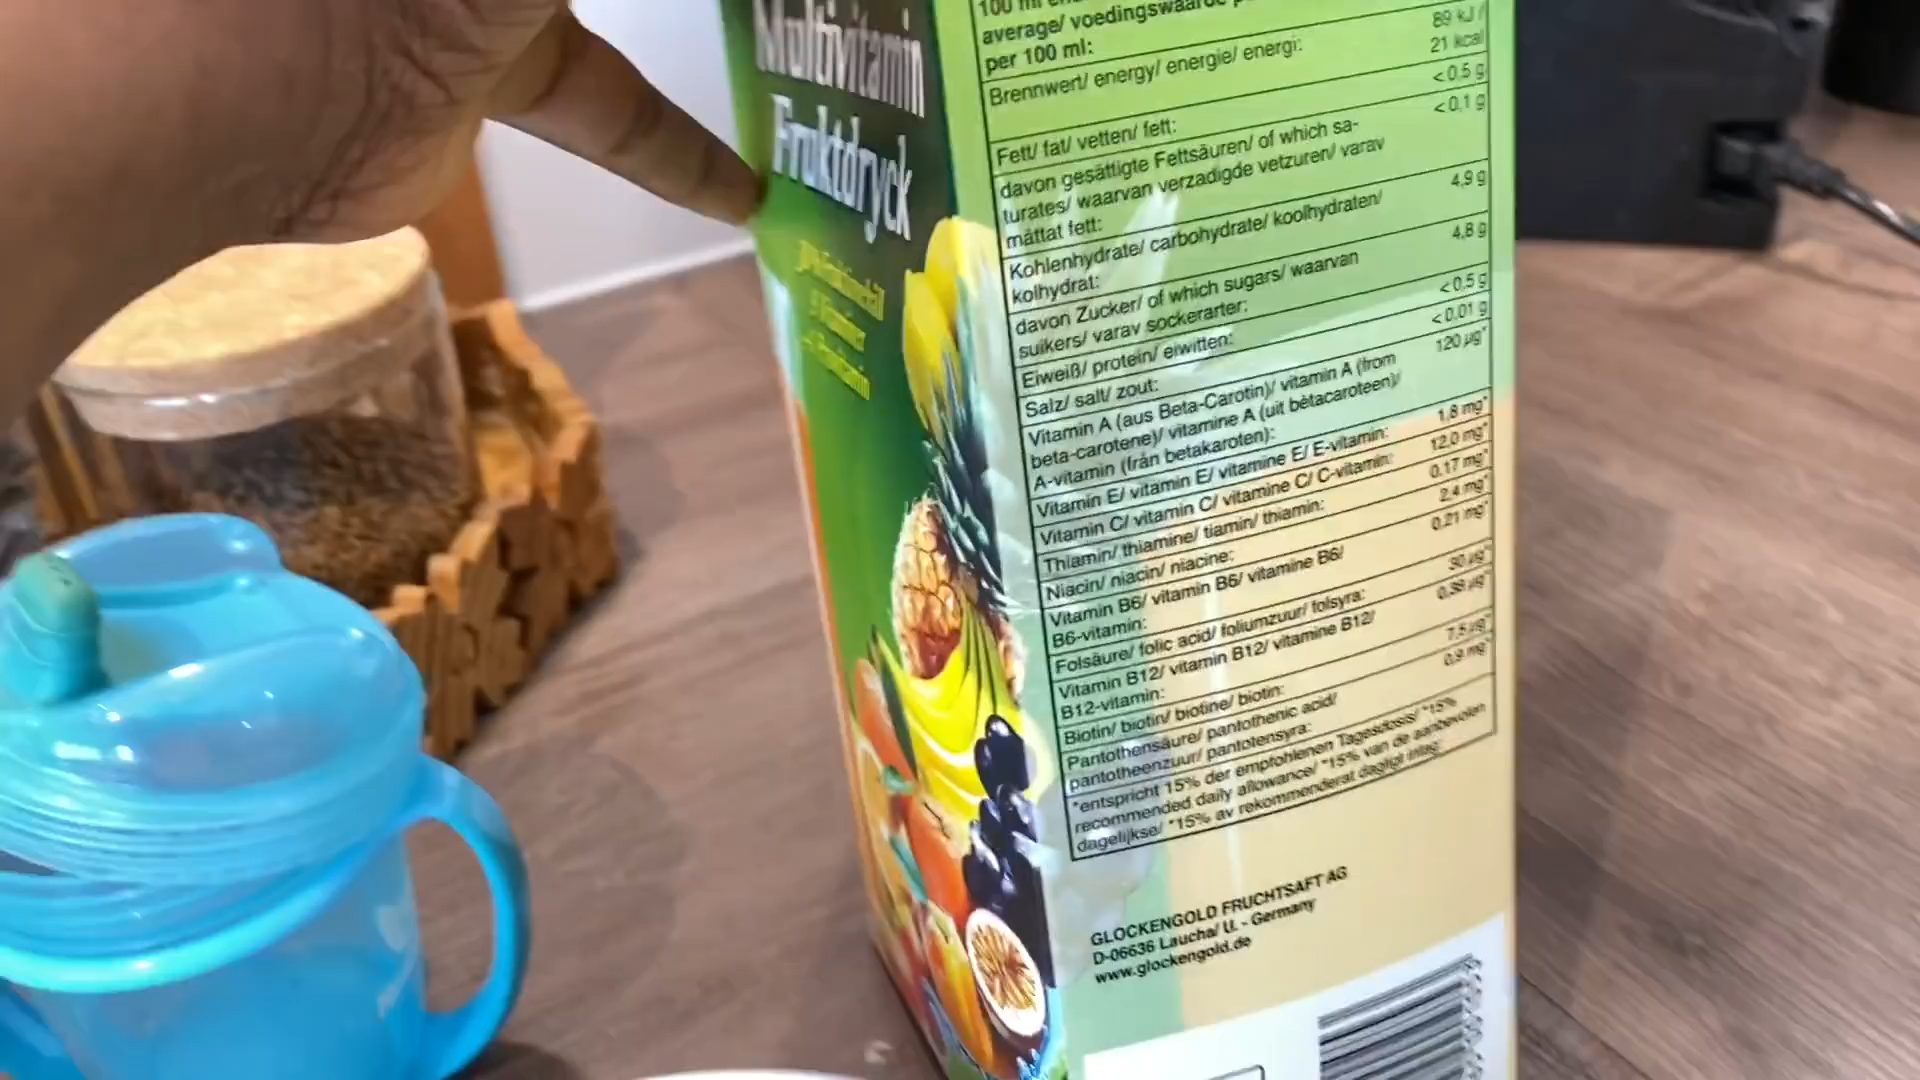 Multivitamin
Fruktdryck
100 ml
average/ voedingswaarde
per 100 ml:
Brennwert/ energy/ energie/ energi:
89 kJ /
21 kcal
Fett/ fat/ vetten/ fett:
<0,5 g
davon gesättigte Fettsäuren/ of which sa-
turates/ waarvan verzadigde vetzuren/ varav
mättat fett:
<0,1 g
Kohlenhydrate/ carbohydrate/ koolhydraten/
kolhydrat:
4,9 g
davon Zucker/ of which sugars/ waarvan
suikers/ varav sockerarter:
4,8 g
Eiweiß/ protein/ eiwitten:
<0,5 g
Salz/ salt/ zout:
<0,01 g
Vitamin A (aus Beta-Carotin)/ vitamin A (from
beta-carotene)/ vitamine A (uit bètacaroteen)/
A-vitamin (från betakaroten):
120 µg*
Vitamin E/ vitamin E/ vitamine E/ E-vitamin:
1,8 mg*
Vitamin C/ vitamin C/ vitamine C/ C-vitamin:
12,0 mg*
Thiamin/ thiamine/ tiamin/ thiamin:
0,17 mg*
Niacin/ niacin/ niacine:
2,4 mg*
Vitamin B6/ vitamin B6/ vitamine B6/
B6-vitamin:
0,21 mg*
Folsäure/ folic acid/ foliumzuur/ folsyra:
30 µg*
Vitamin B12/ vitamin B12/ vitamine B12/
B12-vitamin:
0,38 µg*
Biotin/ biotin/ biotine/ biotin:
7,5 µg*
Pantothensäure/ pantothenic acid/
pantotheenzuur/ pantotensyra:
0,9 mg*
*entspricht 15% der empfohlenen Tagesdosis/ *15%
recommended daily allowance/ *15% van de aanbevolen
dagelijkse/ *15% av rekommenderat dagligt intag
GLOCKENGOLD FRUCHTSAFT AG
D-06636 Laucha/ U. - Germany
www.glockengold.de